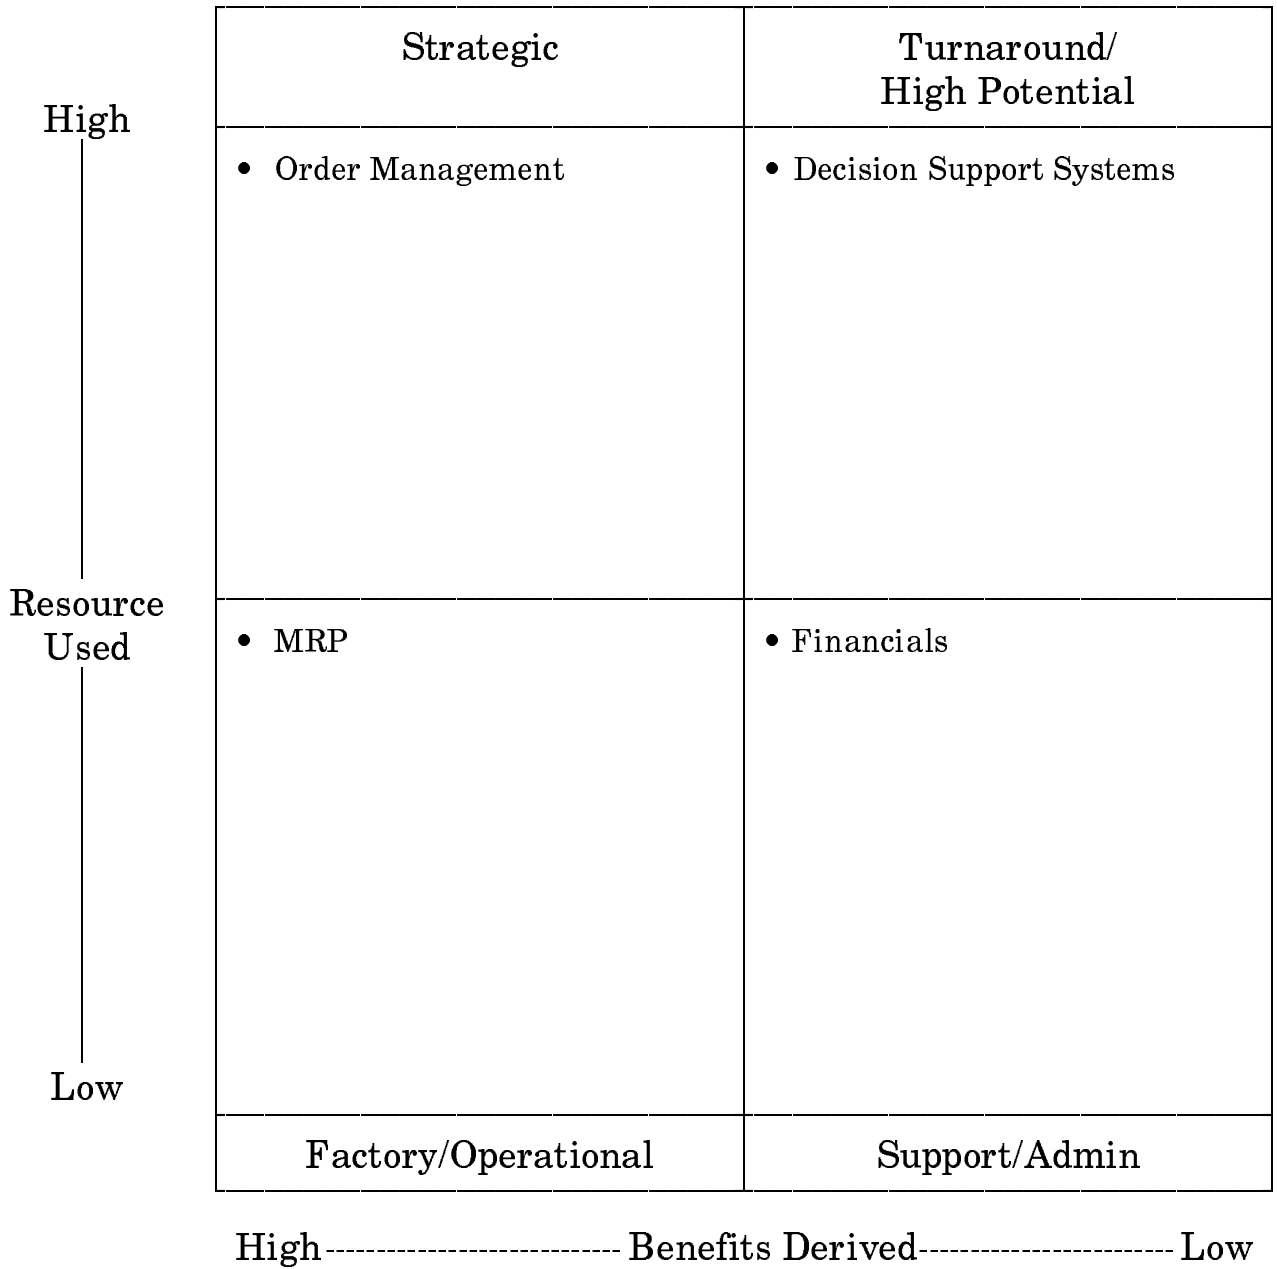 Strategic
Turnaround/
High Potential
High
• Order Management
• Decision Support Systems
Resource
Used
• MRP
• Financials
Low
Factory/Operational
Support/Admin
High Benefits Derived Low